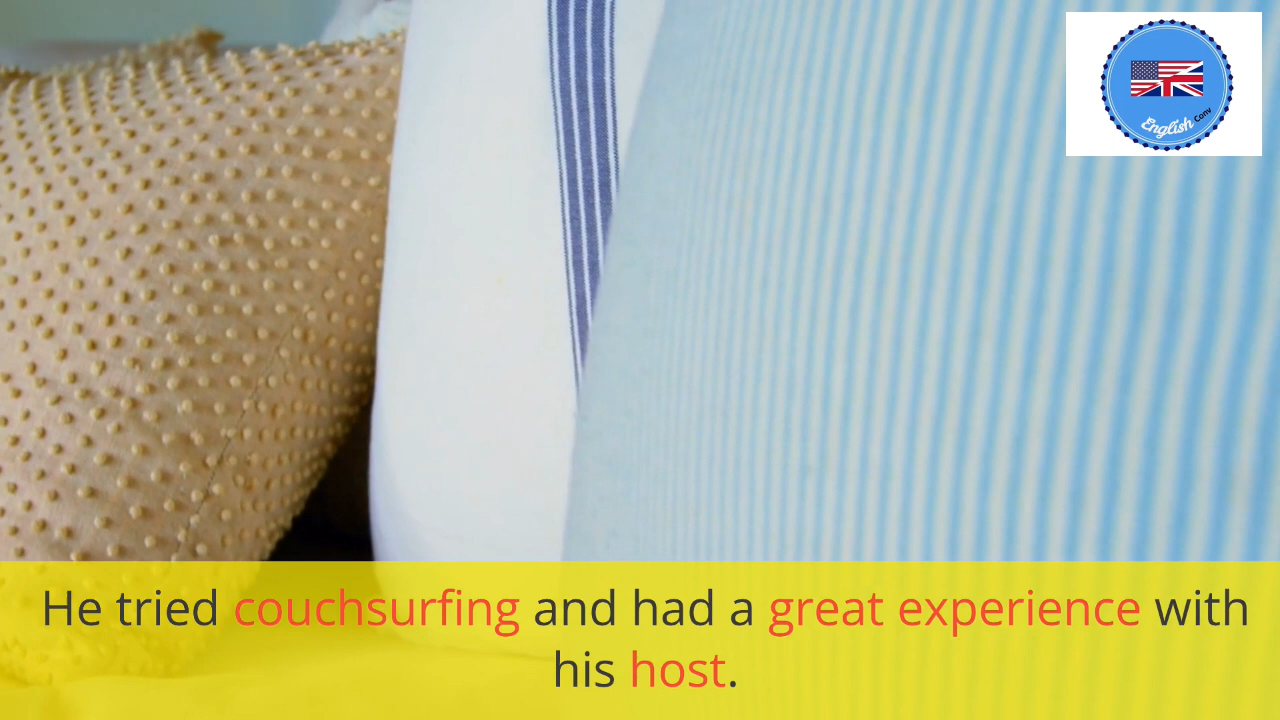 English Conv
He tried couchsurfing and had a great experience with
his host.